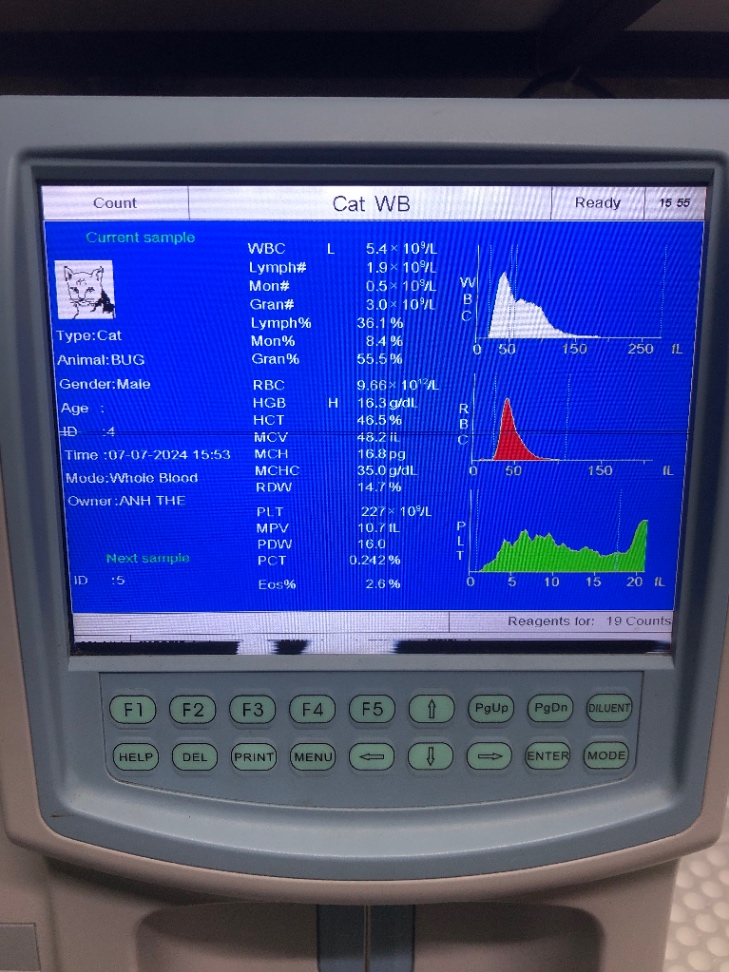 Count Cat WB Ready 15 55
Current sample
Type:Cat
Animal:BUG
Gender:Male
Age :
ID :4
Time :07-07-2024 15:53
Mode:Whole Blood
Owner:ANH THE
Next sample
ID :5
WBC L 5.4 × 10⁹/L
Lymph# 1.9 × 10⁹/L
Mon# 0.5 × 10⁹/L
Gran# 3.0 × 10⁹/L
Lymph% 36.1 %
Mon% 8.4 %
Gran% 55.5 %
RBC 9.66 × 10¹²/L
HGB H 16.3 g/dL
HCT 46.5 %
MCV 48.2 fL
MCH 16.8 pg
MCHC 35.0 g/dL
RDW 14.7 %
PLT 227 × 10⁹/L
MPV 10.7 fL
PDW 16.0
PCT 0.242 %
Eos% 2.6 %
WBC
0 50 150 250 fL
RBC
0 50 150 fL
PLT
0 5 10 15 20 fL
Reagents for: 19 Counts
F1 F2 F3 F4 F5 ⇧ PgUp PgDn DILUENT
HELP DEL PRINT MENU ⇦ ⇩ ⇨ ENTER MODE